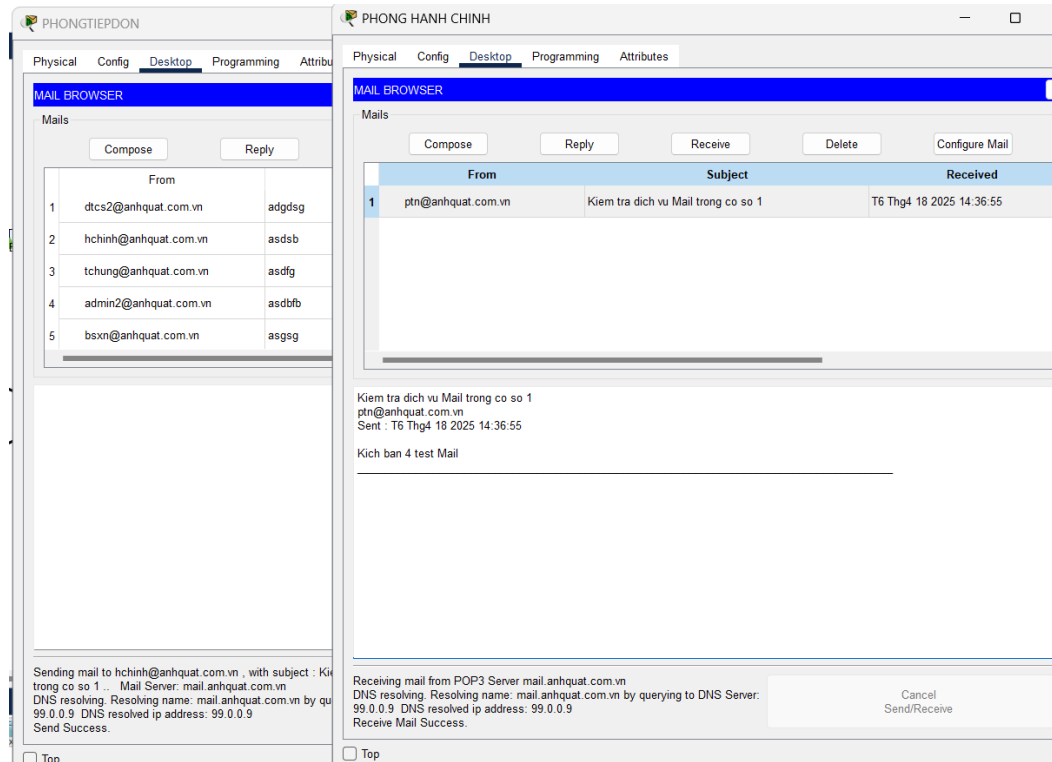 PHONGTIEPDON
Physical Config Desktop Programming Attribu
MAIL BROWSER
Mails
Compose Reply
From
1 dtcs2@anhquat.com.vn adgdsg
2 hchinh@anhquat.com.vn asdsb
3 tchung@anhquat.com.vn asdfg
4 admin2@anhquat.com.vn asdbfb
5 bsxn@anhquat.com.vn asgsg
Sending mail to hchinh@anhquat.com.vn , with subject : Kie
trong co so 1 .. Mail Server: mail.anhquat.com.vn
DNS resolving. Resolving name: mail.anhquat.com.vn by qu
99.0.0.9 DNS resolved ip address: 99.0.0.9
Send Success.
Top
PHONG HANH CHINH
Physical Config Desktop Programming Attributes
MAIL BROWSER
Mails
Compose Reply Receive Delete Configure Mail
From Subject Received
1 ptn@anhquat.com.vn Kiem tra dich vu Mail trong co so 1 T6 Thg4 18 2025 14:36:55
Kiem tra dich vu Mail trong co so 1
ptn@anhquat.com.vn
Sent : T6 Thg4 18 2025 14:36:55
Kich ban 4 test Mail
Receiving mail from POP3 Server mail.anhquat.com.vn
DNS resolving. Resolving name: mail.anhquat.com.vn by querying to DNS Server:
99.0.0.9 DNS resolved ip address: 99.0.0.9
Receive Mail Success.
Cancel
Send/Receive
Top